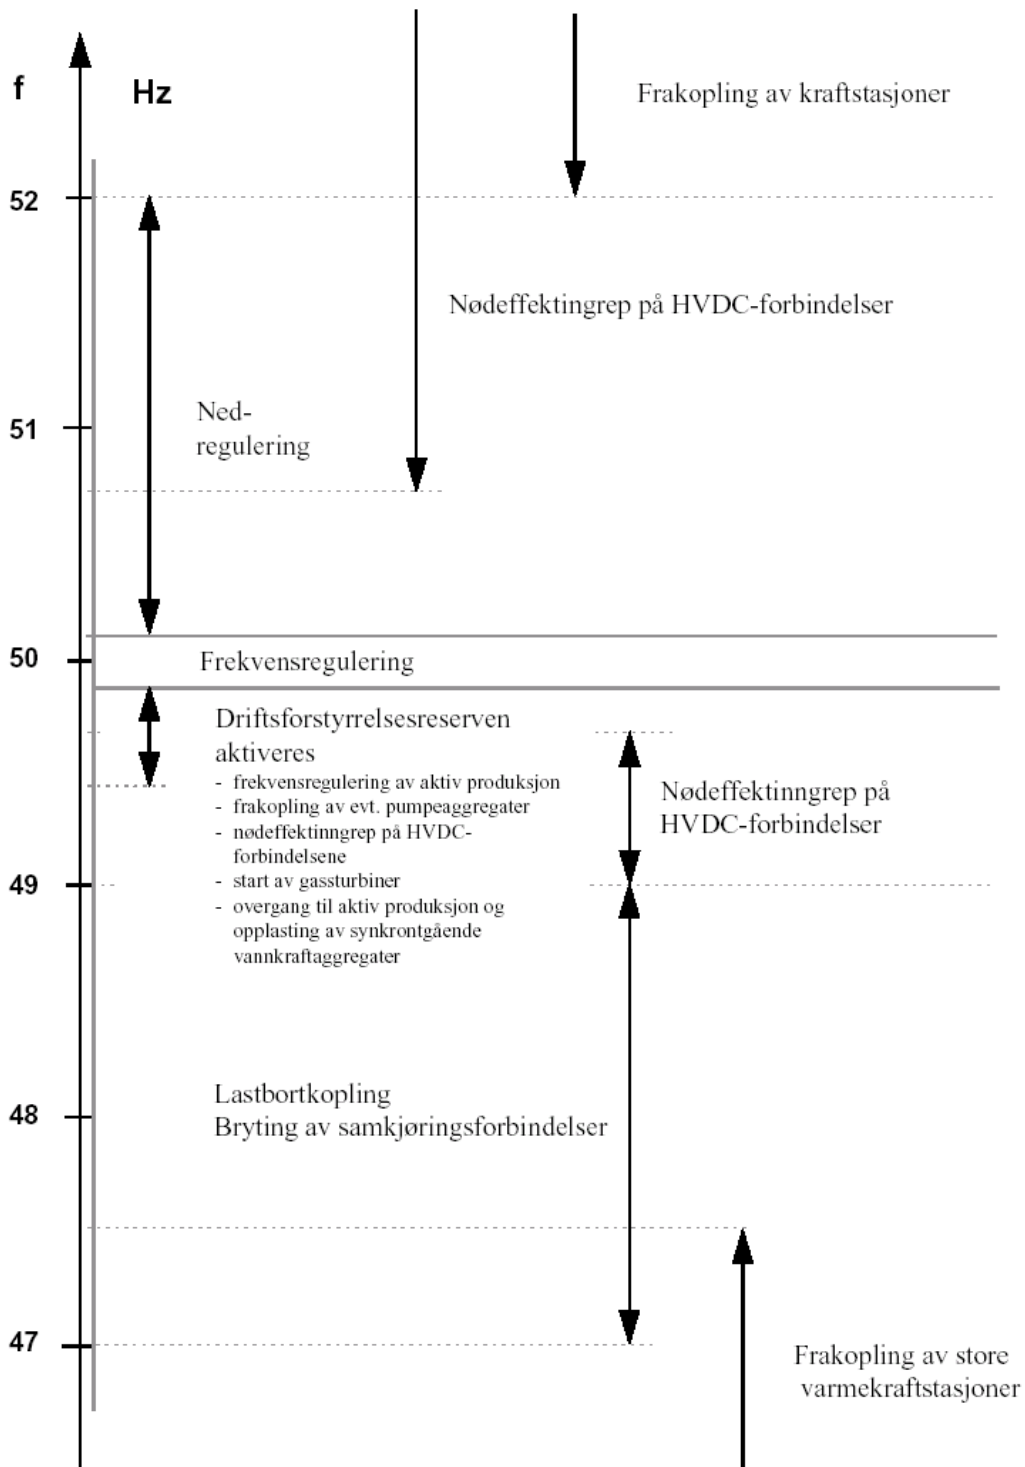 f
Hz
Frakopling av kraftstasjoner
52
Nødeffektingrep på HVDC-forbindelser
51
Ned-
regulering
50
Frekvensregulering
Driftsforstyrrelsesreserven
aktiveres
- frekvensregulering av aktiv produksjon
- frakopling av evt. pumpeaggregater
- nødeffektinngrep på HVDC-
forbindelsene
- start av gassturbiner
- overgang til aktiv produksjon og
opplasting av synkrontgående
vannkraftaggregater
Nødeffektinngrep på
HVDC-forbindelser
49
Lastbortkopling
Bryting av samkjøringsforbindelser
48
47
Frakopling av store
varmekraftstasjoner